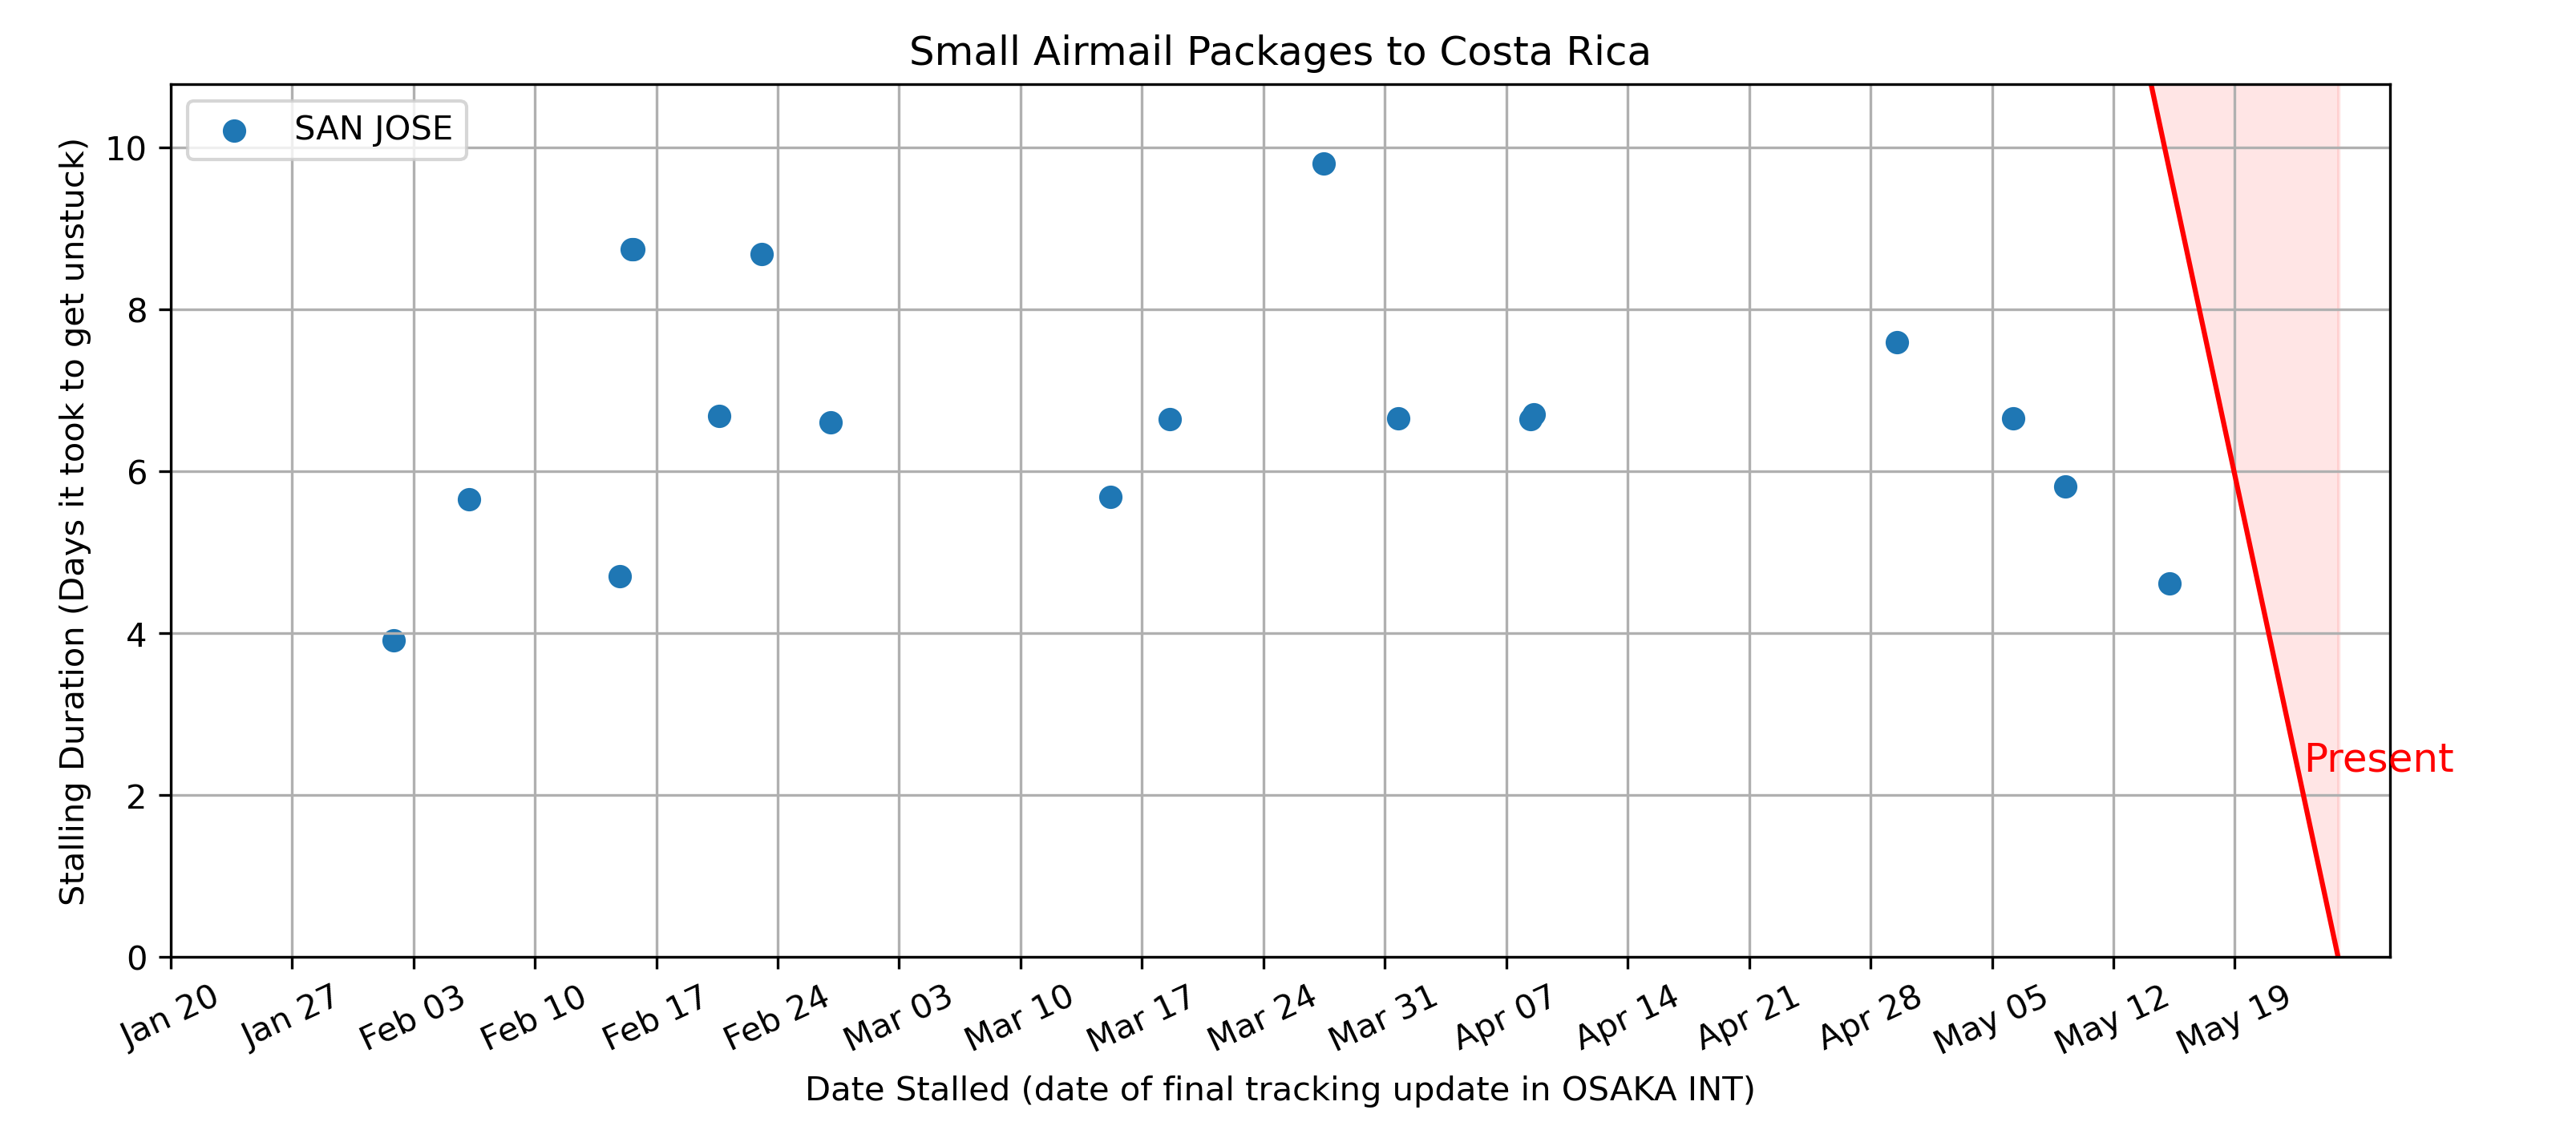 Small Airmail Packages to Costa Rica
SAN JOSE
Stalling Duration (Days it took to get unstuck)
10
8
6
4
2
0
Present
Jan 20
Jan 27
Feb 03
Feb 10
Feb 17
Feb 24
Mar 03
Mar 10
Mar 17
Mar 24
Mar 31
Apr 07
Apr 14
Apr 21
Apr 28
May 05
May 12
May 19
Date Stalled (date of final tracking update in OSAKA INT)